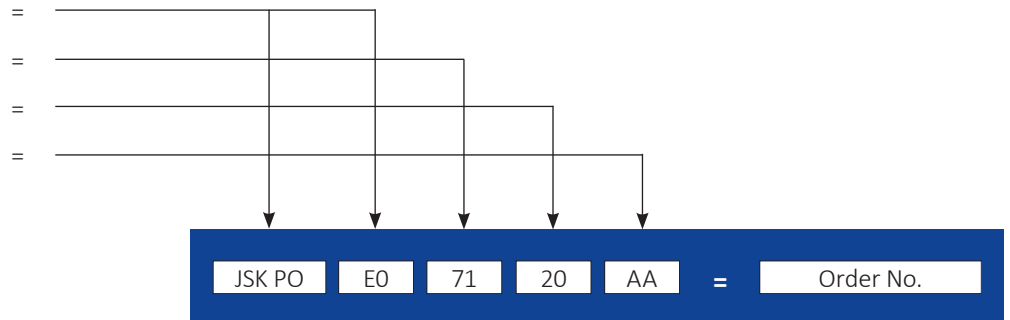 =
=
=
=
JSK PO E0 71 20 AA = Order No.